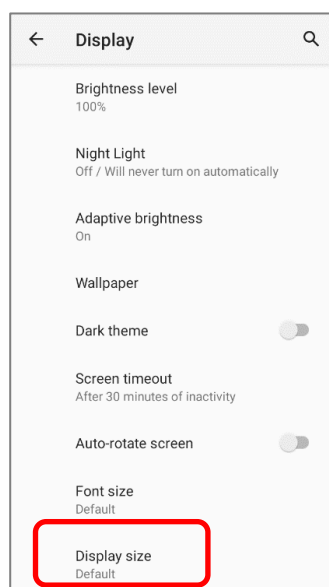 Display
Brightness level
100%
Night Light
Off / Will never turn on automatically
Adaptive brightness
On
Wallpaper
Dark theme
Screen timeout
After 30 minutes of inactivity
Auto-rotate screen
Font size
Default
Display size
Default